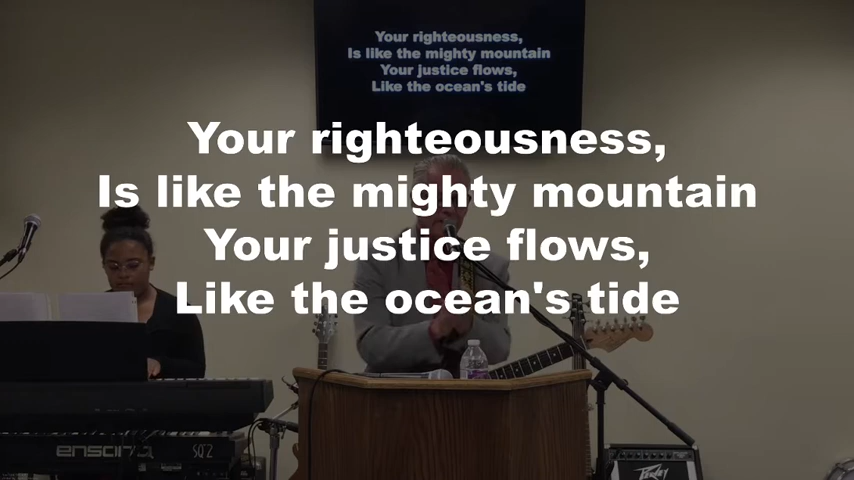 Your righteousness,
Is like the mighty mountain
Your justice flows,
Like the ocean's tide
Your righteousness,
Is like the mighty mountain
Your justice flows,
Like the ocean's tide
ensoniq
SQ2
PEAVEY